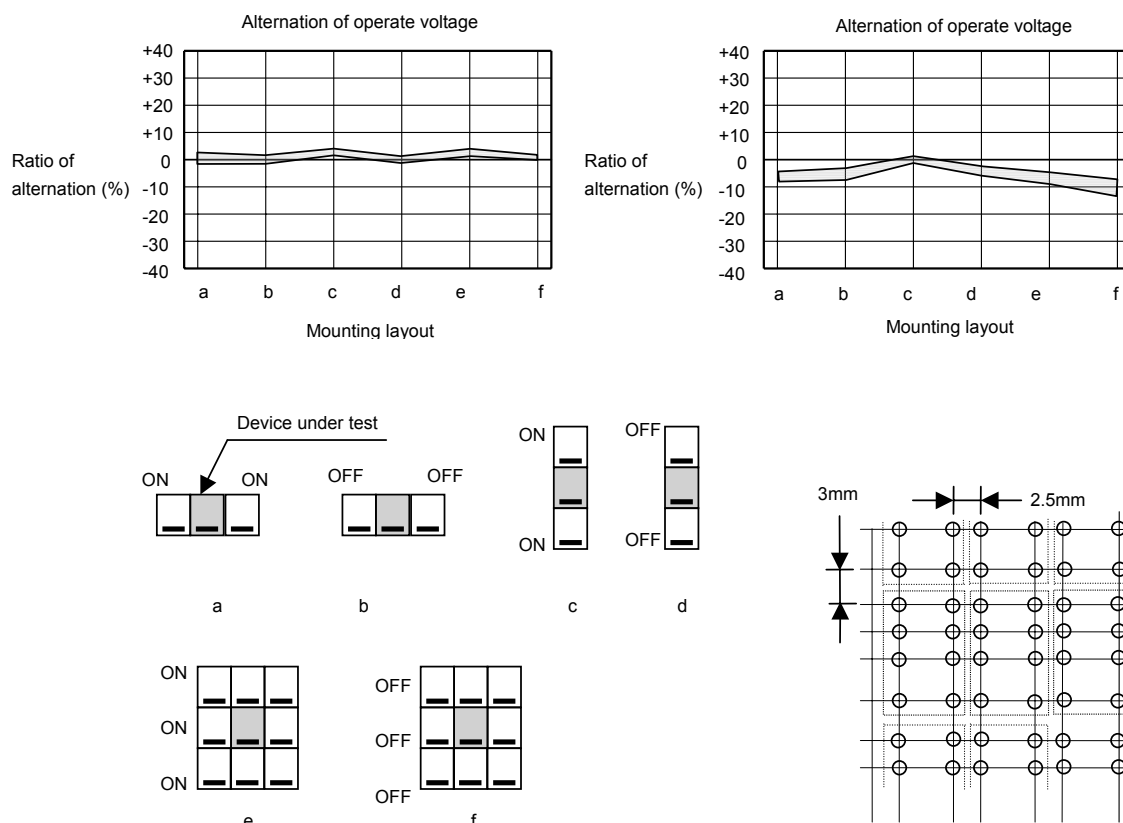 Alternation of operate voltage
+40
+30
+20
+10
0
-10
-20
-30
-40
Ratio of
alternation (%)
a b c d e f
Mounting layout
Alternation of operate voltage
+40
+30
+20
+10
0
-10
-20
-30
-40
Ratio of
alternation (%)
a b c d e f
Mounting layout
Device under test
ON ON
a
OFF OFF
b
ON
ON
c
OFF
OFF
d
ON
ON
ON
e
OFF
OFF
OFF
f
3mm
2.5mm